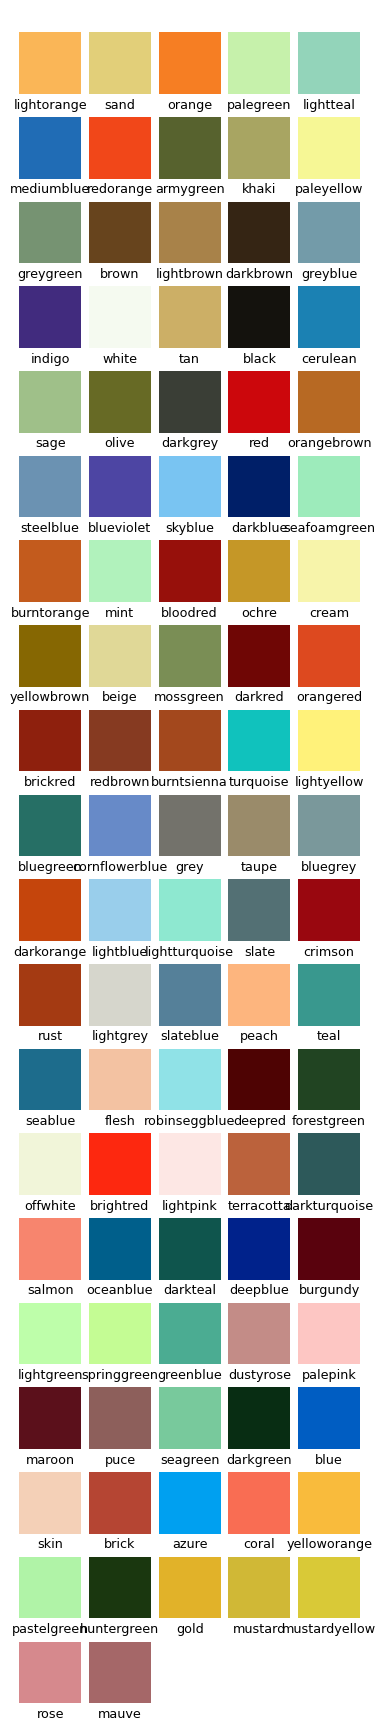 lightorange sand orange palegreen lightteal
mediumblue redorange armygreen khaki paleyellow
greygreen brown lightbrown darkbrown greyblue
indigo white tan black cerulean
sage olive darkgrey red orangebrown
steelblue blueviolet skyblue darkblue seafoamgreen
burntorange mint bloodred ochre cream
yellowbrown beige mossgreen darkred orangered
brickred redbrown burntsienna turquoise lightyellow
bluegreen cornflowerblue grey taupe bluegrey
darkorange lightblue lightturquoise slate crimson
rust lightgrey slateblue peach teal
seablue flesh robinseggblue deepred forestgreen
offwhite brightred lightpink terracotta darkturquoise
salmon oceanblue darkteal deepblue burgundy
lightgreen springgreen greenblue dustyrose palepink
maroon puce seagreen darkgreen blue
skin brick azure coral yelloworange
pastelgreen huntergreen gold mustard mustardyellow
rose mauve